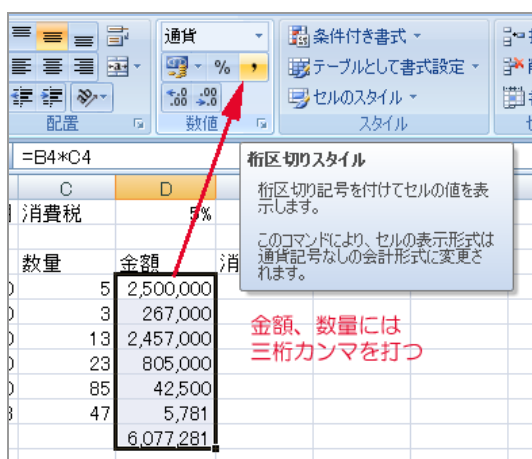 通貨
%
,
.00 .00
条件付き書式
テーブルとして書式設定
セルのスタイル
配置
数値
スタイル
=B4*C4
桁区切りスタイル
桁区切り記号を付けてセルの値を表
示します。
このコマンドにより、セルの表示形式は
通貨記号なしの会計形式に変更さ
れます。
C D
消費税 5%
数量 金額 消
5 2,500,000
3 267,000
13 2,457,000
23 805,000
85 42,500
47 5,781
6,077,281
金額、数量には
三桁カンマを打つ